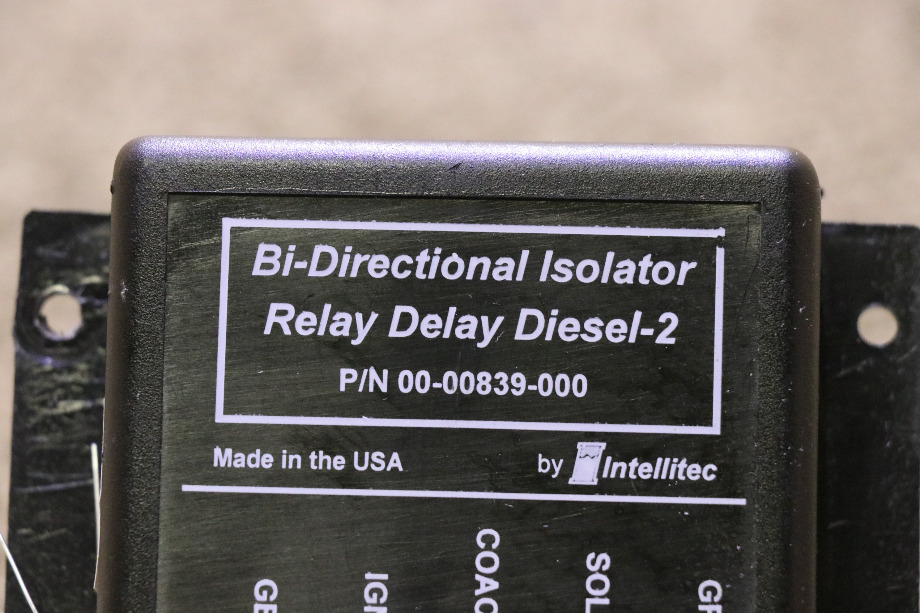 Bi-Directional Isolator
Relay Delay Diesel-2
P/N 00-00839-000
Made in the USA
by Intellitec